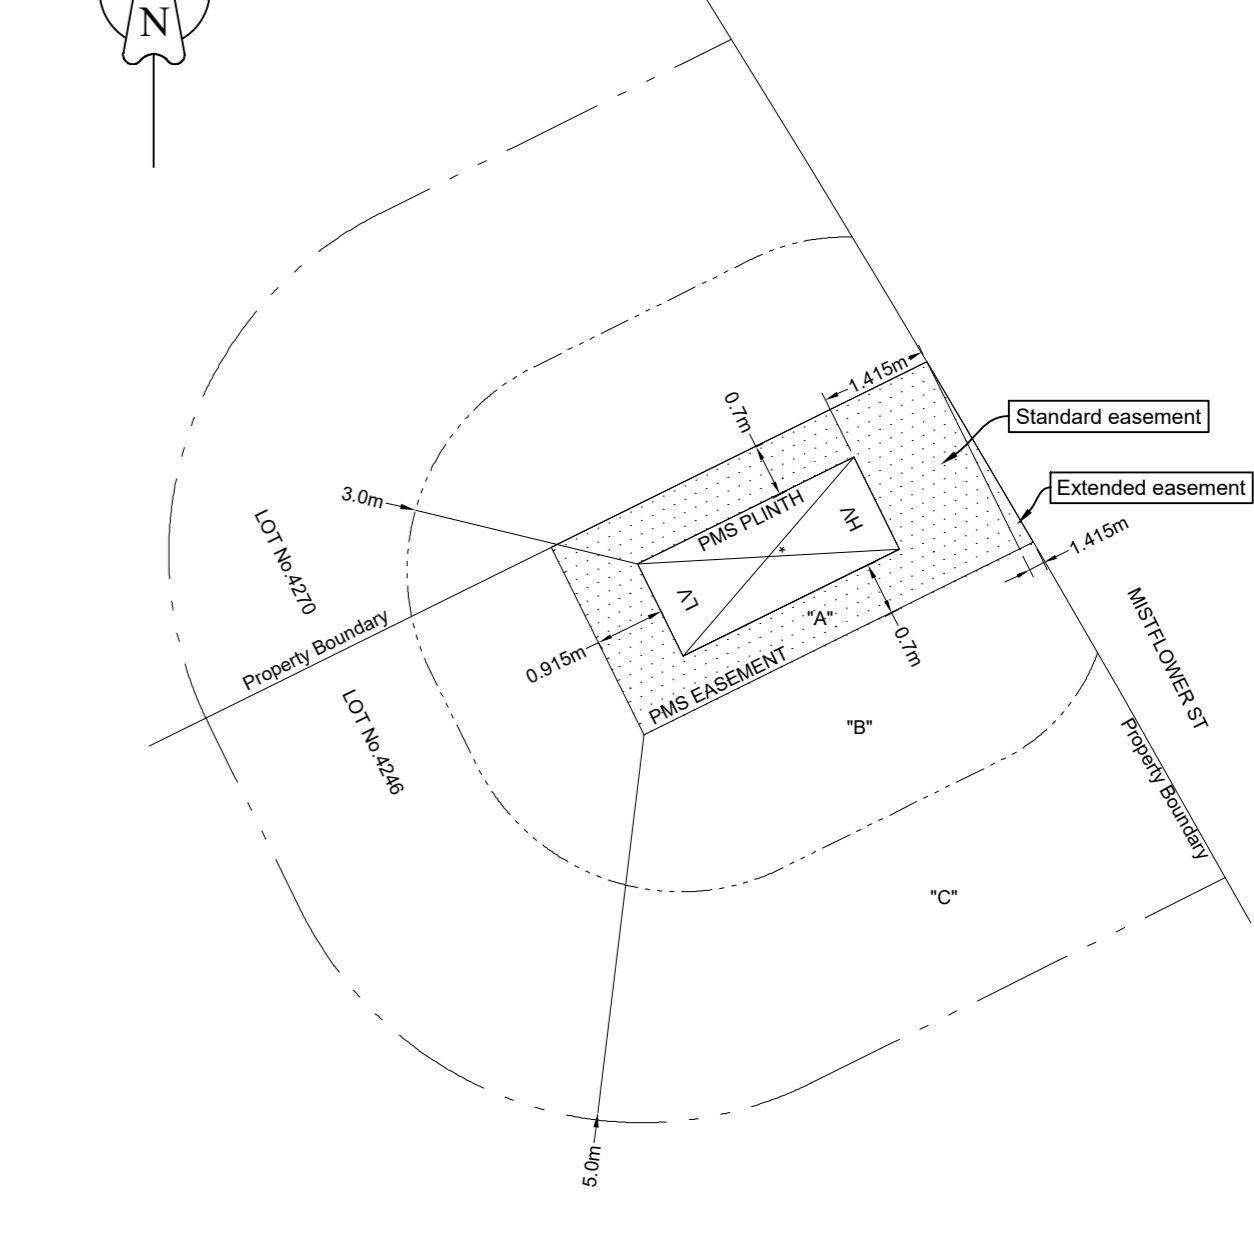 N
1.415m
0.7m
Standard easement
3.0m
Extended easement
PMS PLINTH
HV
*
LOT No.4270
1.415m
LV
"A"
MISTFLOWER ST
Property Boundary
0.915m
0.7m
PMS EASEMENT
LOT No.4246
"B"
Property Boundary
"C"
5.0m